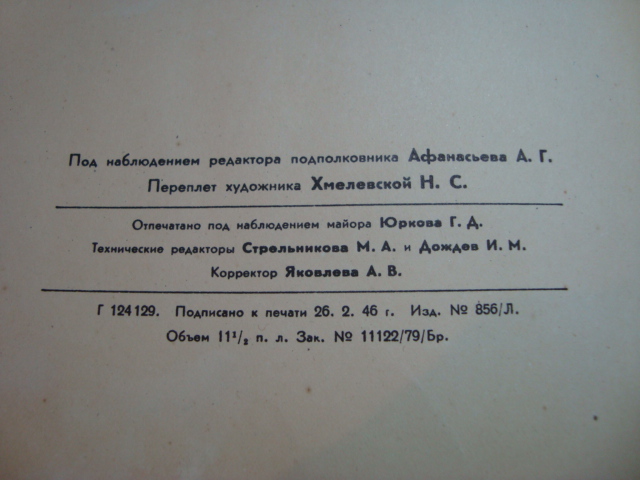 Под наблюдением редактора подполковника Афанасьева А. Г.
Переплет художника Хмелевской Н. С.
Отпечатано под наблюдением майора Юркова Г. Д.
Технические редакторы Стрельникова М. А. и Дождев И. М.
Корректор Яковлева А. В.
Г 124129. Подписано к печати 26. 2. 46 г. Изд. № 856/Л.
Объем 11¹/₂ п. л. Зак. № 11122/79/Бр.